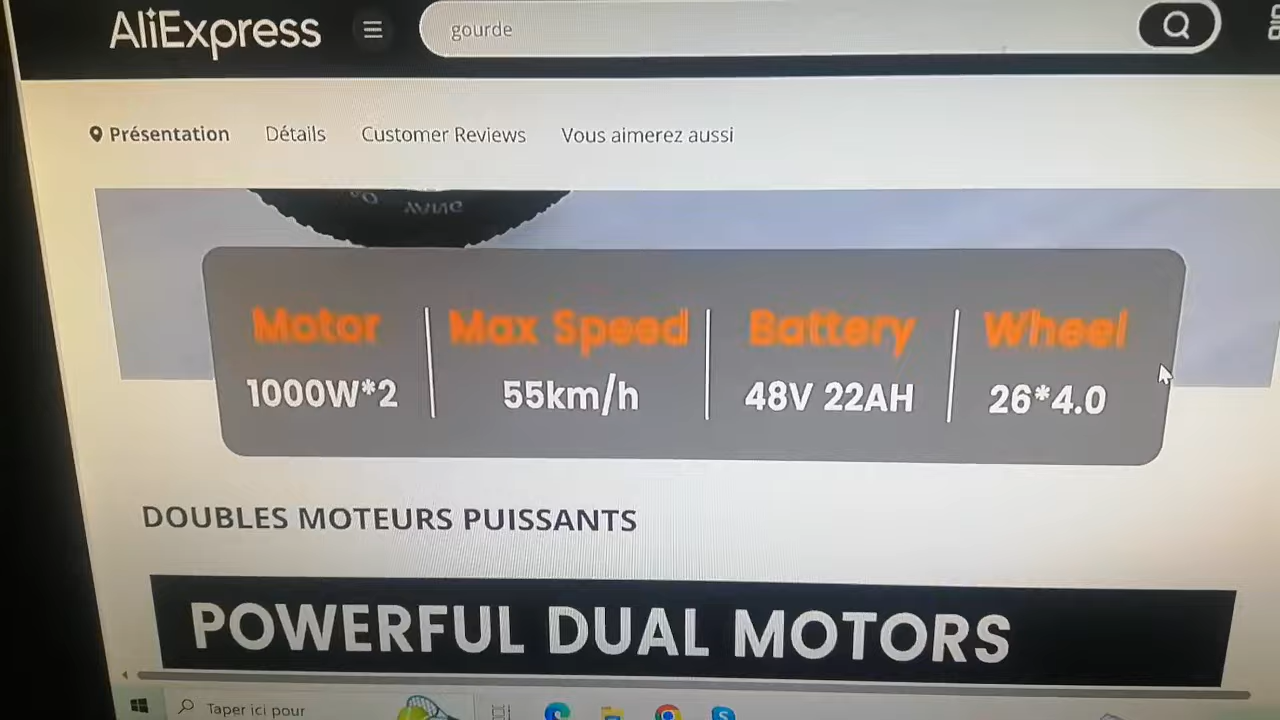 AliExpress
gourde
Présentation Détails Customer Reviews Vous aimerez aussi
Motor Max Speed Battery Wheel
1000W*2 55km/h 48V 22AH 26*4.0
DOUBLES MOTEURS PUISSANTS
POWERFUL DUAL MOTORS
Taper ici pour